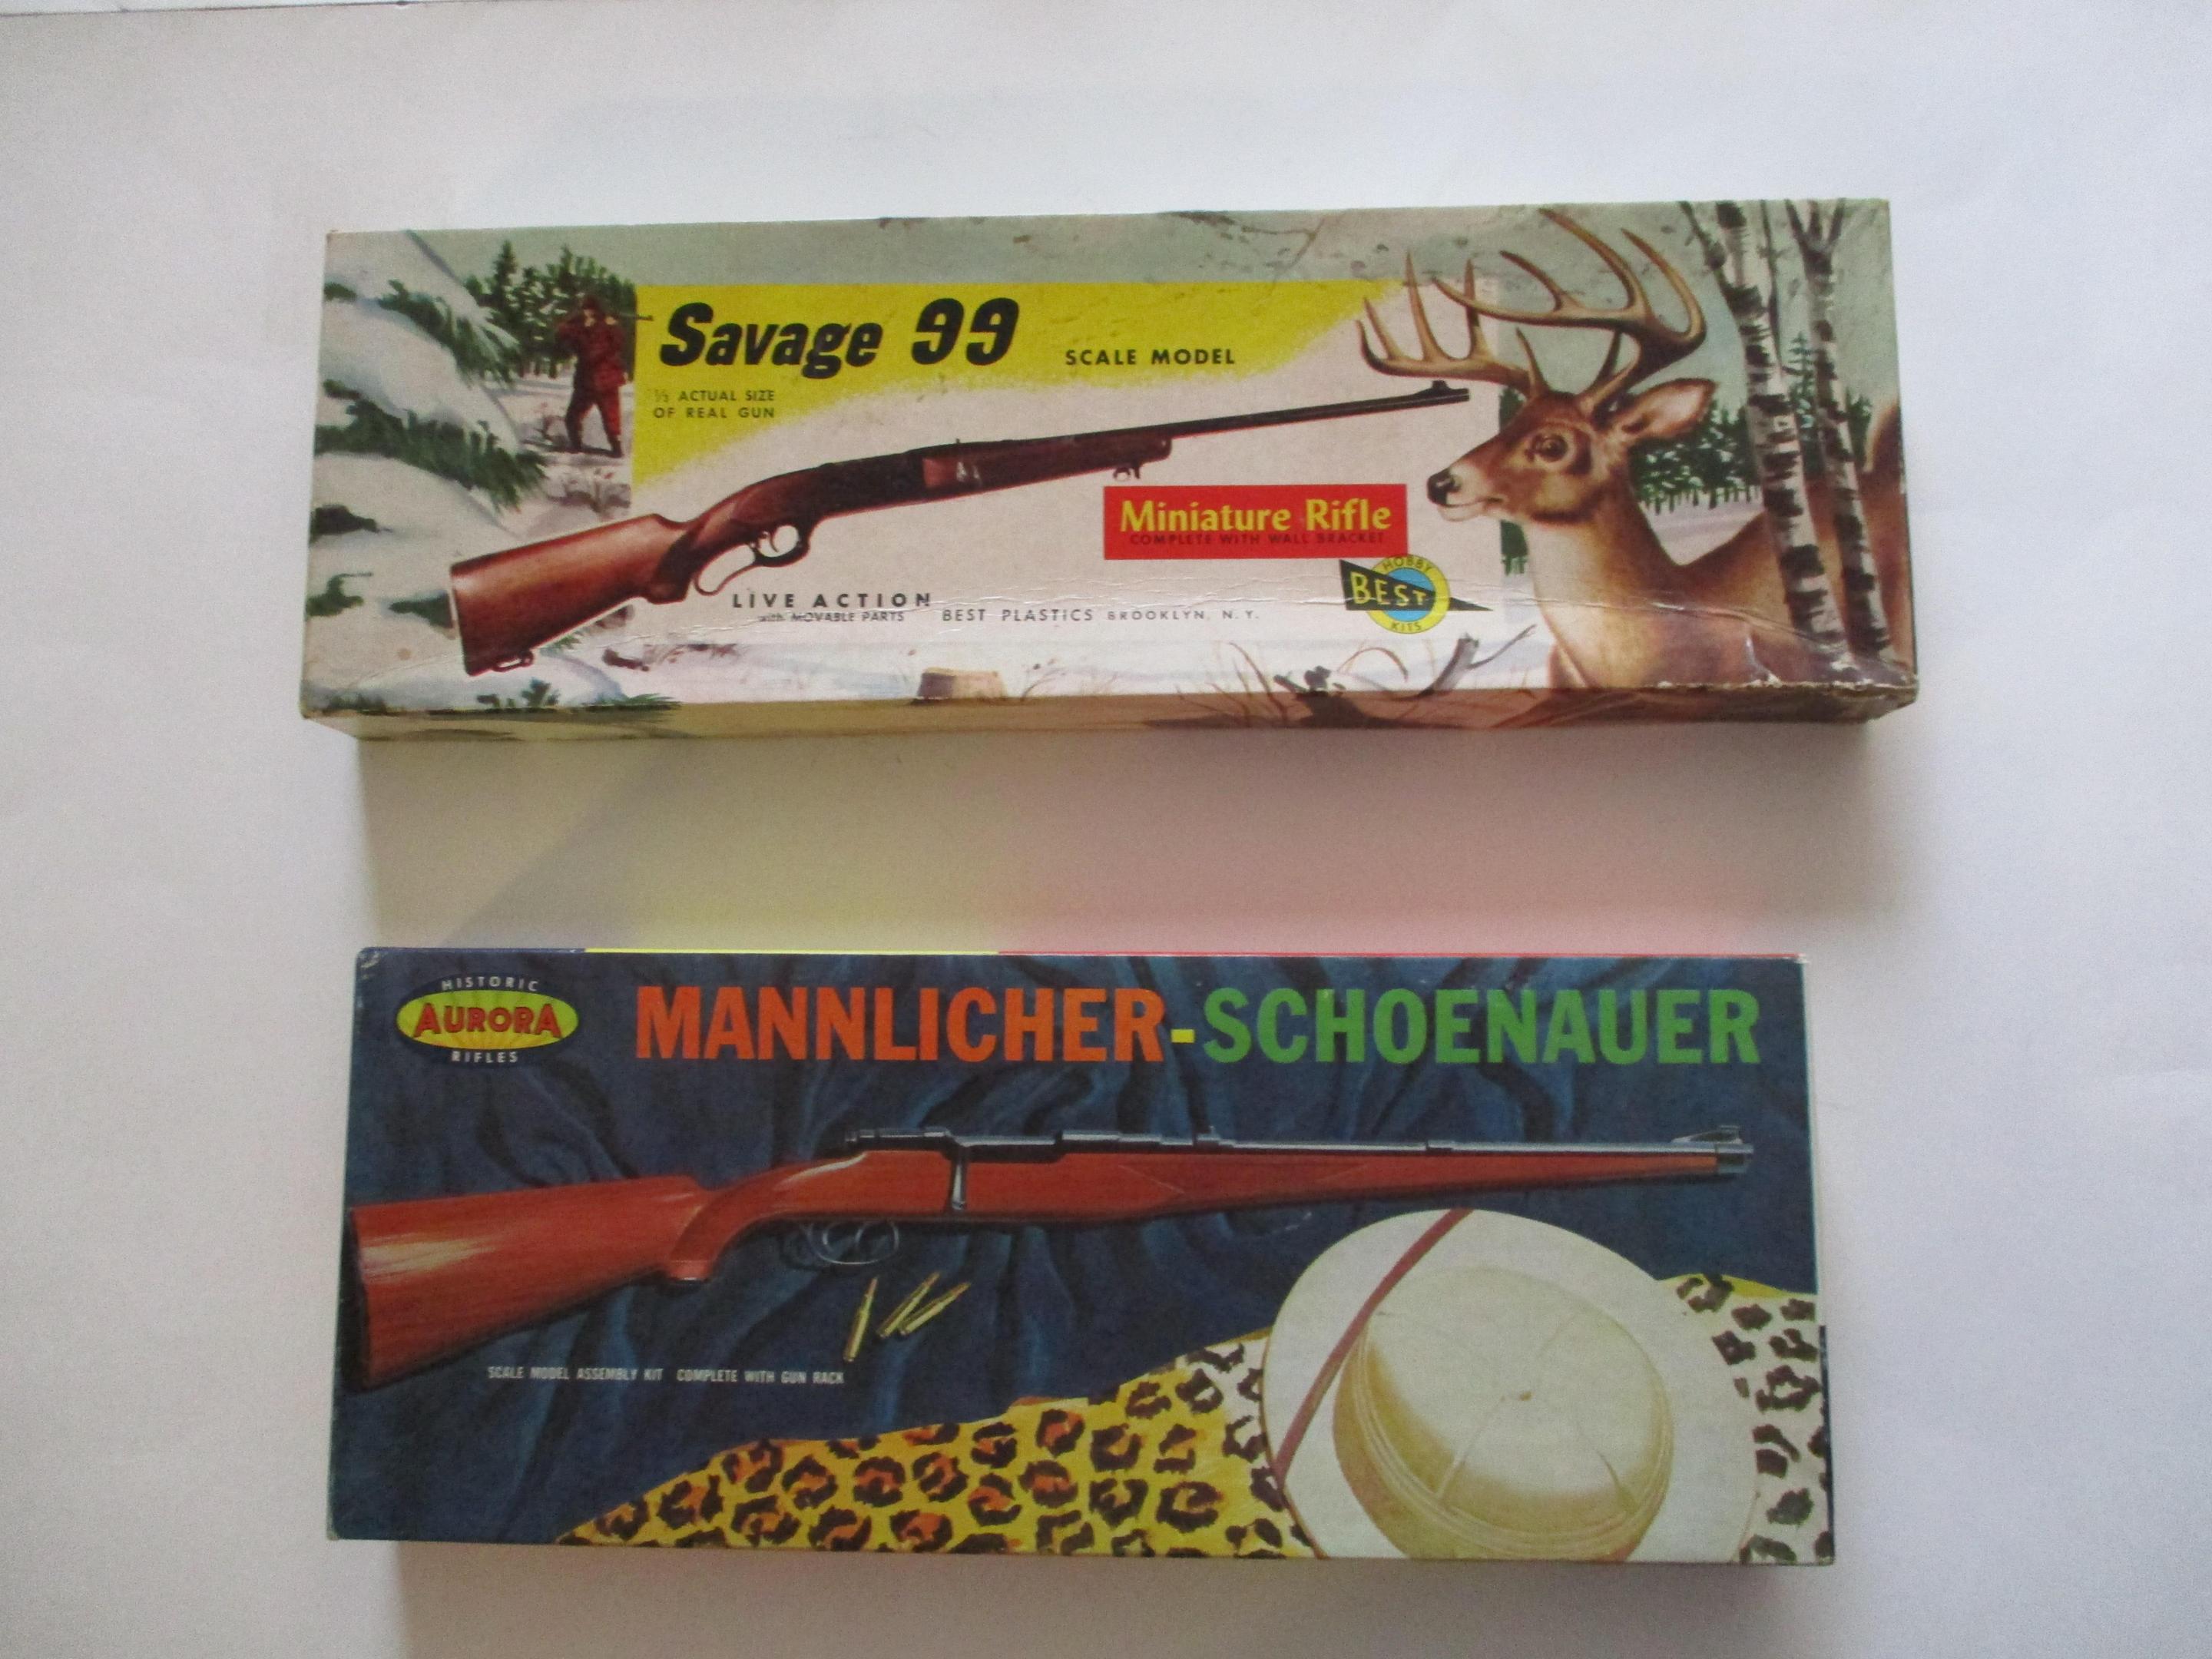 Savage 99
SCALE MODEL
ACTUAL SIZE
OF REAL GUN
Miniature Rifle
COMPLETE WITH WALL BRACKET
LIVE ACTION
with MOVABLE PARTS
BEST PLASTICS BROOKLYN, N.Y.
HOBBY
BEST
KITS
HISTORIC
AURORA
RIFLES
MANNLICHER-SCHOENAUER
SCALE MODEL ASSEMBLY KIT COMPLETE WITH GUN RACK